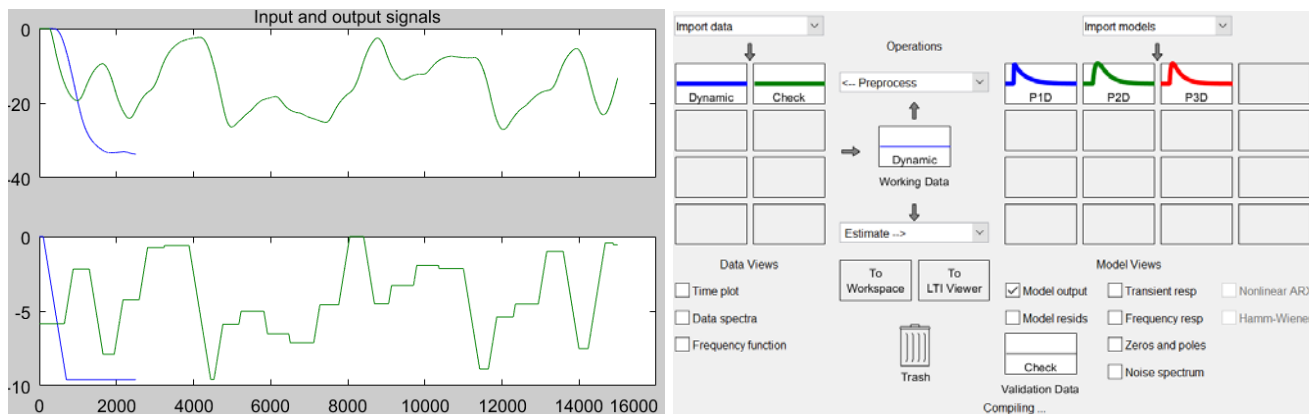 Input and output signals
0
-20
-40
0
-5
-10
0 2000 4000 6000 8000 10000 12000 14000 16000
Import data
Operations
Import models
<-- Preprocess
Dynamic
Check
P1D
P2D
P3D
Dynamic
Working Data
Estimate -->
Data Views
Time plot
Data spectra
Frequency function
To
Workspace
To
LTI Viewer
Trash
Model Views
Model output
Transient resp
Nonlinear ARX
Model resids
Frequency resp
Hamm-Wiener
Zeros and poles
Noise spectrum
Check
Validation Data
Compiling ...